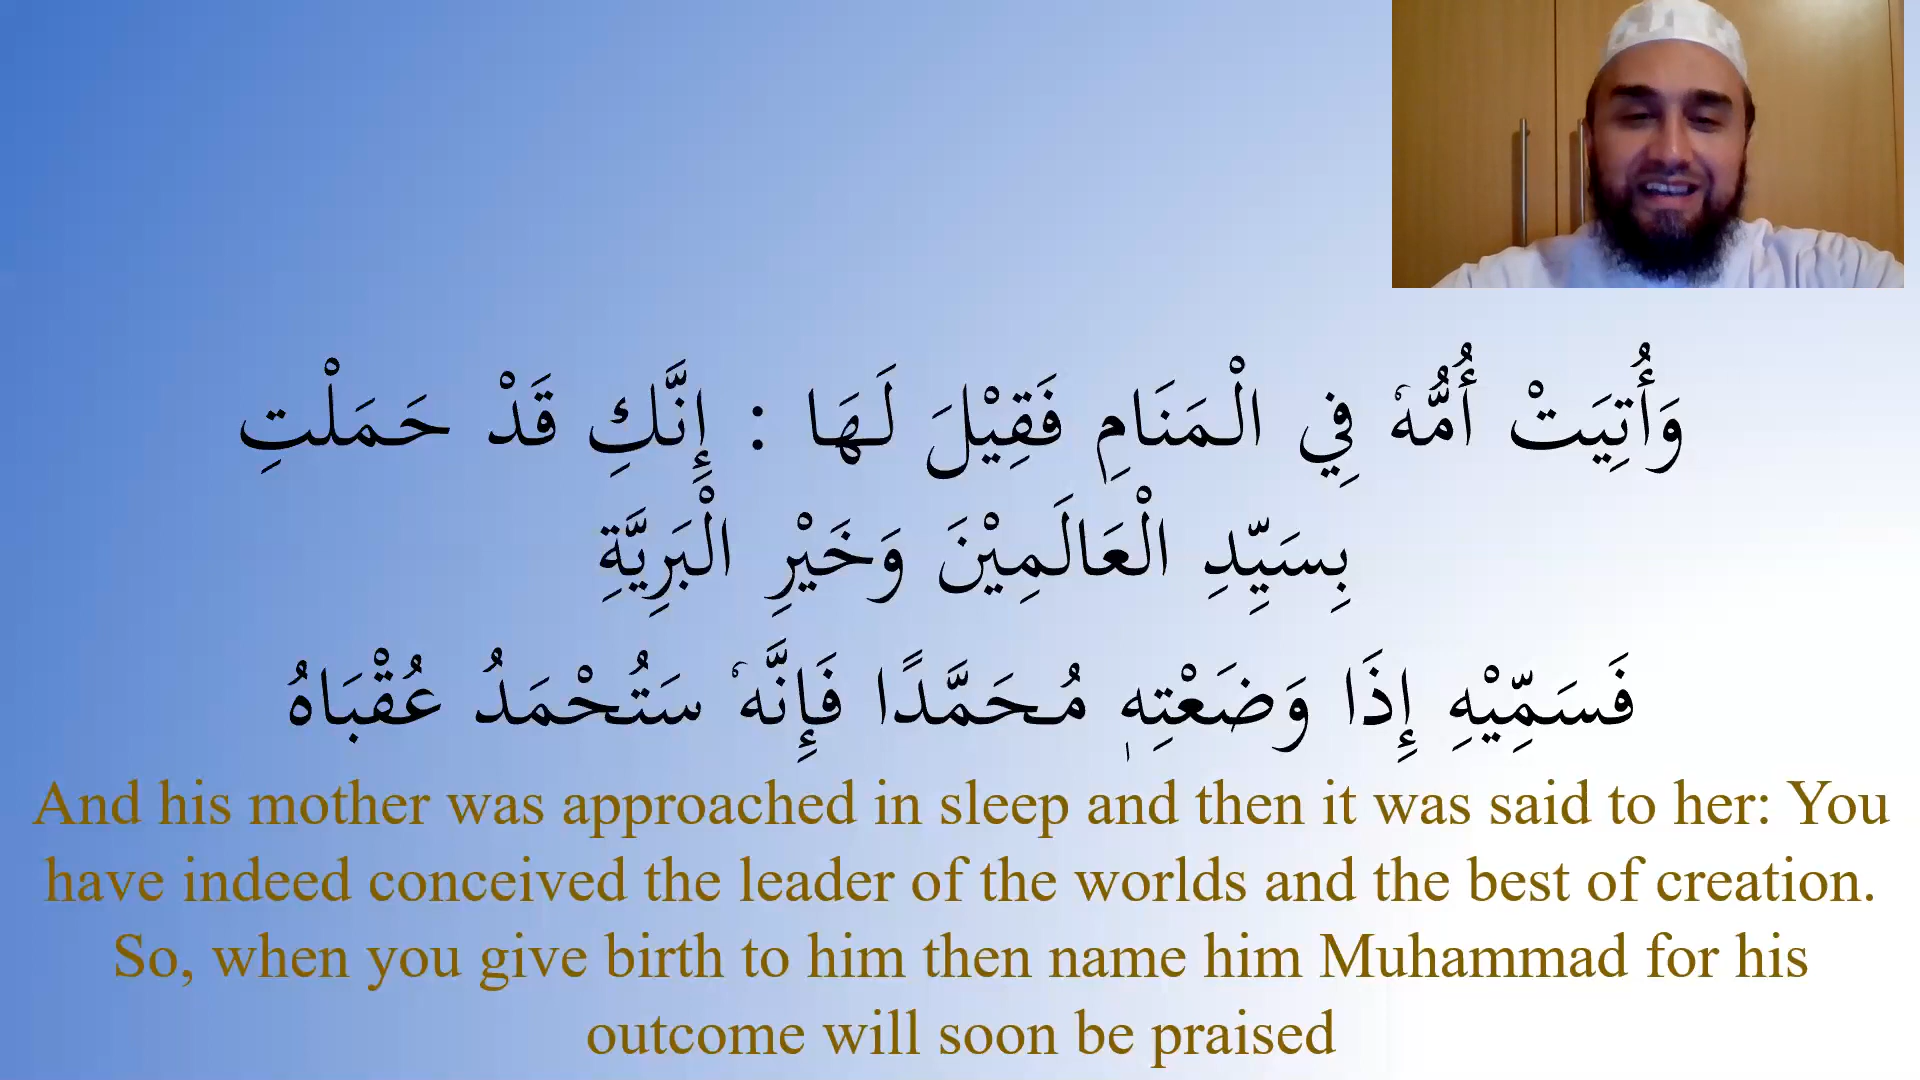 وَأُتِيَتْ أُمُّهٗ فِي الْمَنَامِ فَقِيْلَ لَهَا : إِنَّكِ قَدْ حَمَلْتِ
بِسَيِّدِ الْعَالَمِيْنَ وَخَيْرِ الْبَرِيَّةِ
فَسَمِّيْهِ إِذَا وَضَعْتِهٖ مُحَمَّدًا فَإِنَّهٗ سَتُحْمَدُ عُقْبَاهُ
And his mother was approached in sleep and then it was said to her: You
have indeed conceived the leader of the worlds and the best of creation.
So, when you give birth to him then name him Muhammad for his
outcome will soon be praised